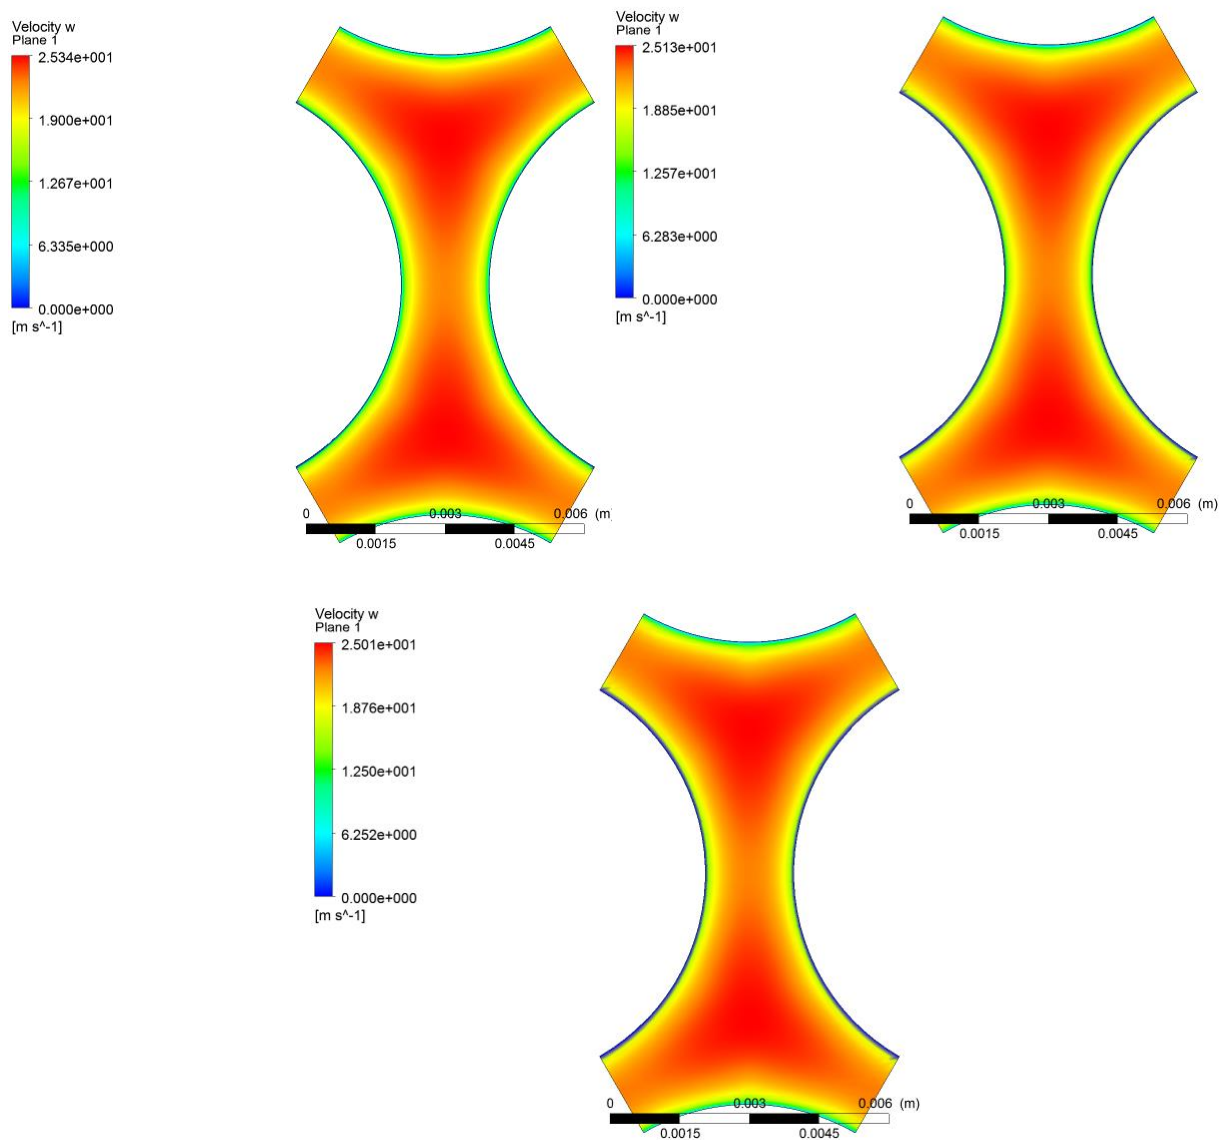 Velocity w
Plane 1
2.534e+001
1.900e+001
1.267e+001
6.335e+000
0.000e+000
[m s^-1]
0 0.003 0.006 (m
0.0015 0.0045
Velocity w
Plane 1
2.513e+001
1.885e+001
1.257e+001
6.283e+000
0.000e+000
[m s^-1]
0 0.003 0.006 (m)
0.0015 0.0045
Velocity w
Plane 1
2.501e+001
1.876e+001
1.250e+001
6.252e+000
0.000e+000
[m s^-1]
0 0.003 0.006 (m)
0.0015 0.0045